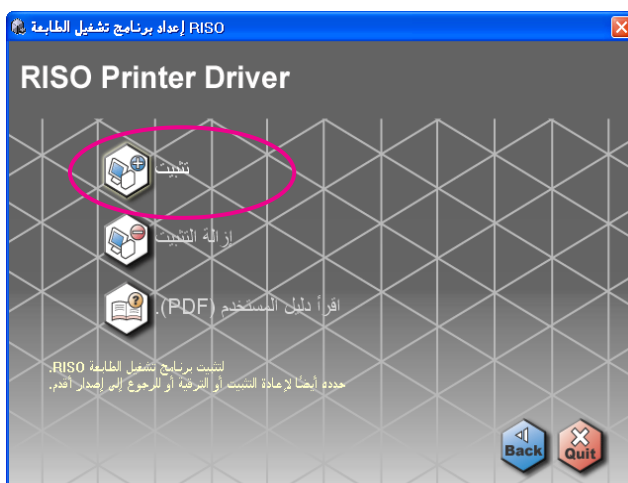 إعداد برنامج تشغيل الطابعة RISO
RISO Printer Driver
تثبيت
إزالة التثبيت
اقرأ دليل المستخدم (PDF).
لتثبيت برنامج تشغيل الطابعة RISO.
حدده أيضًا لإعادة التثبيت أو الترقية أو للرجوع إلى إصدار أقدم.
Back
Quit